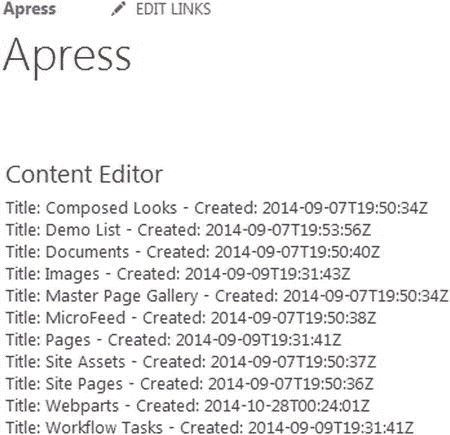 Apress EDIT LINKS
Apress
Content Editor
Title: Composed Looks - Created: 2014-09-07T19:50:34Z
Title: Demo List - Created: 2014-09-07T19:53:56Z
Title: Documents - Created: 2014-09-07T19:50:40Z
Title: Images - Created: 2014-09-09T19:31:43Z
Title: Master Page Gallery - Created: 2014-09-07T19:50:34Z
Title: MicroFeed - Created: 2014-09-07T19:50:38Z
Title: Pages - Created: 2014-09-09T19:31:41Z
Title: Site Assets - Created: 2014-09-07T19:50:37Z
Title: Site Pages - Created: 2014-09-07T19:50:36Z
Title: Webparts - Created: 2014-10-28T00:24:01Z
Title: Workflow Tasks - Created: 2014-09-09T19:31:41Z